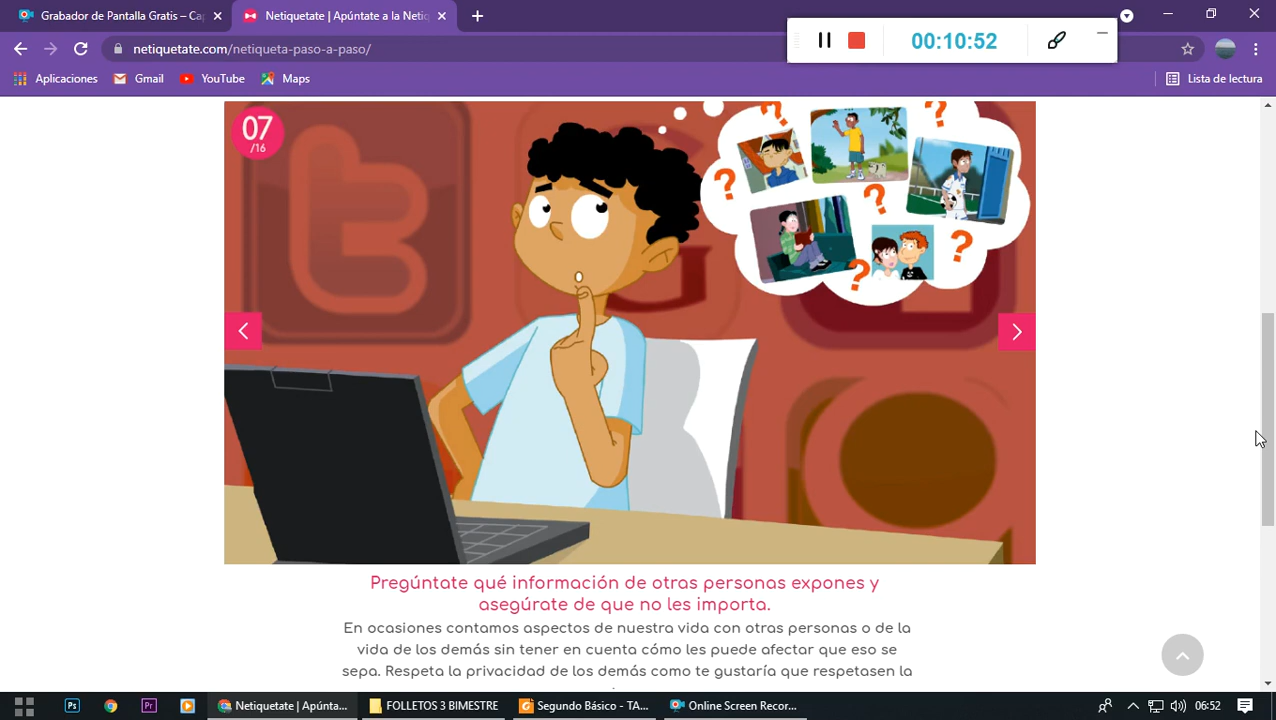 Grabador de Pantalla Gratis – Ca
Netiquetate | Apúntate a la Netiq
netiquetate.com/netiqueta-paso-a-paso/
00:10:52
Aplicaciones
Gmail
YouTube
Maps
Lista de lectura
07
/16
? ? ? ? ? ?
Pregúntate qué información de otras personas expones y
asegúrate de que no les importa.
En ocasiones contamos aspectos de nuestra vida con otras personas o de la
vida de los demás sin tener en cuenta cómo les puede afectar que eso se
sepa. Respeta la privacidad de los demás como te gustaría que respetasen la
Ps
Pr
Netiquetate | Apúnta...
FOLLETOS 3 BIMESTRE
Segundo Básico - TA...
Online Screen Recor...
06:52